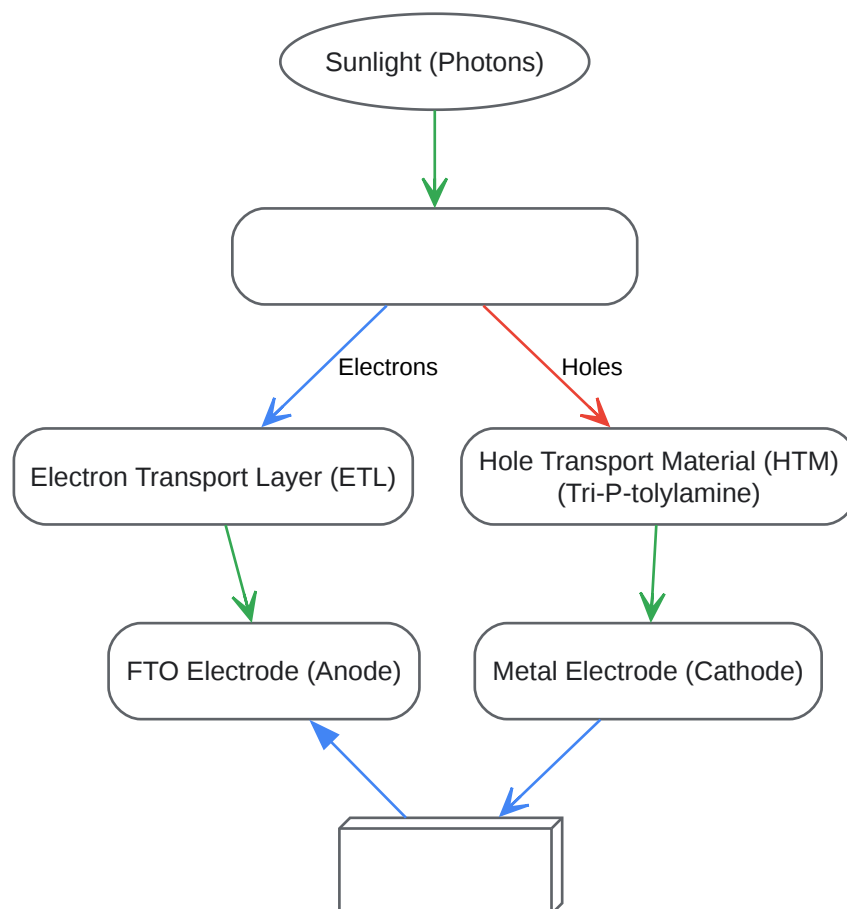 Sunlight (Photons)
Electrons
Holes
Electron Transport Layer (ETL)
Hole Transport Material (HTM)
(Tri-P-tolylamine)
FTO Electrode (Anode)
Metal Electrode (Cathode)